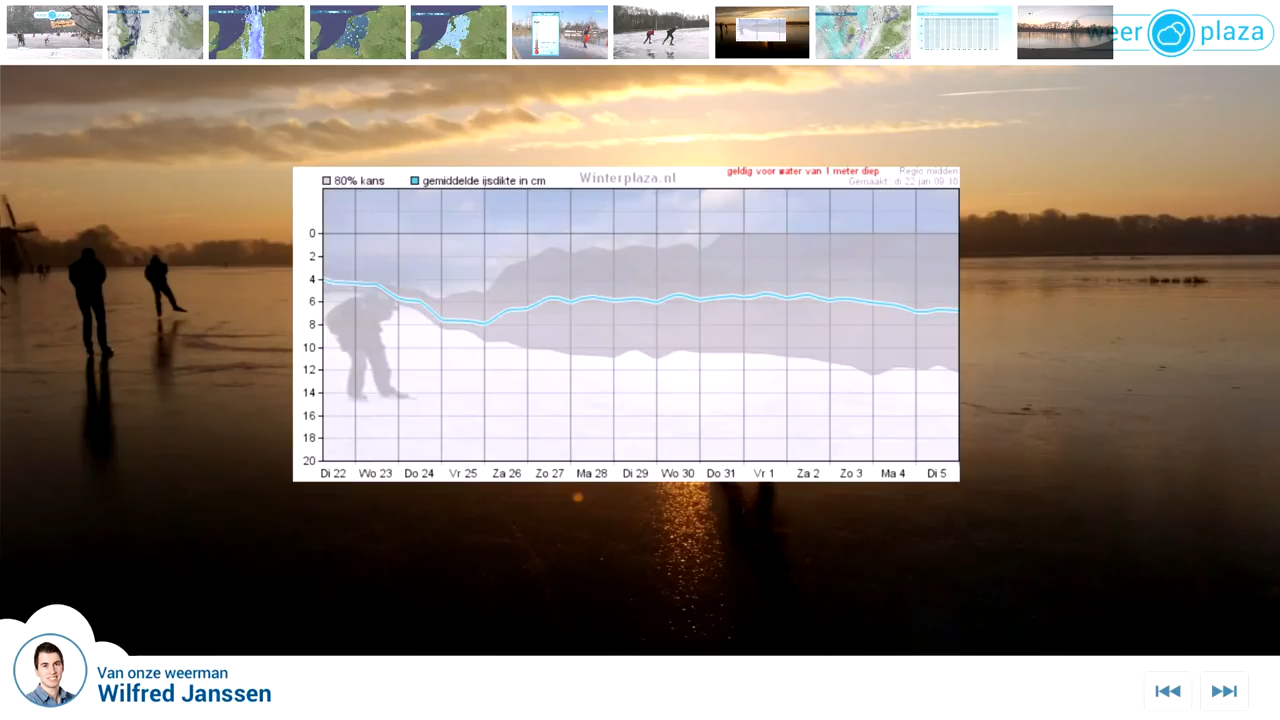 weer plaza
80% kans gemiddelde ijsdikte in cm Winterplaza.nl geldig voor water van 1 meter diep Regio midden
Gemaakt: di 22 jan 09:10
0
2
4
6
8
10
12
14
16
18
20
Di 22 Wo 23 Do 24 Vr 25 Za 26 Zo 27 Ma 28 Di 29 Wo 30 Do 31 Vr 1 Za 2 Zo 3 Ma 4 Di 5
Van onze weerman
Wilfred Janssen